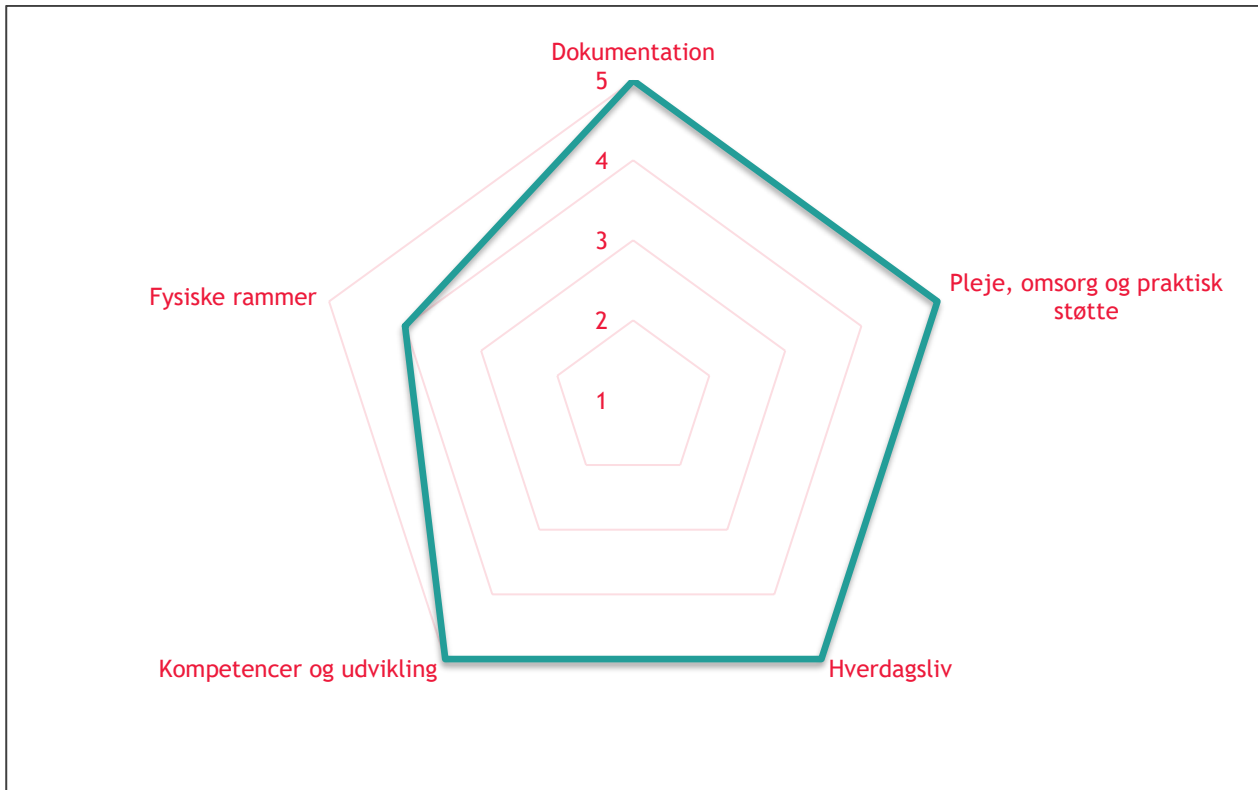 Dokumentation
5
4
3
2
1
Pleje, omsorg og praktisk
støtte
Hverdagsliv
Kompetencer og udvikling
Fysiske rammer